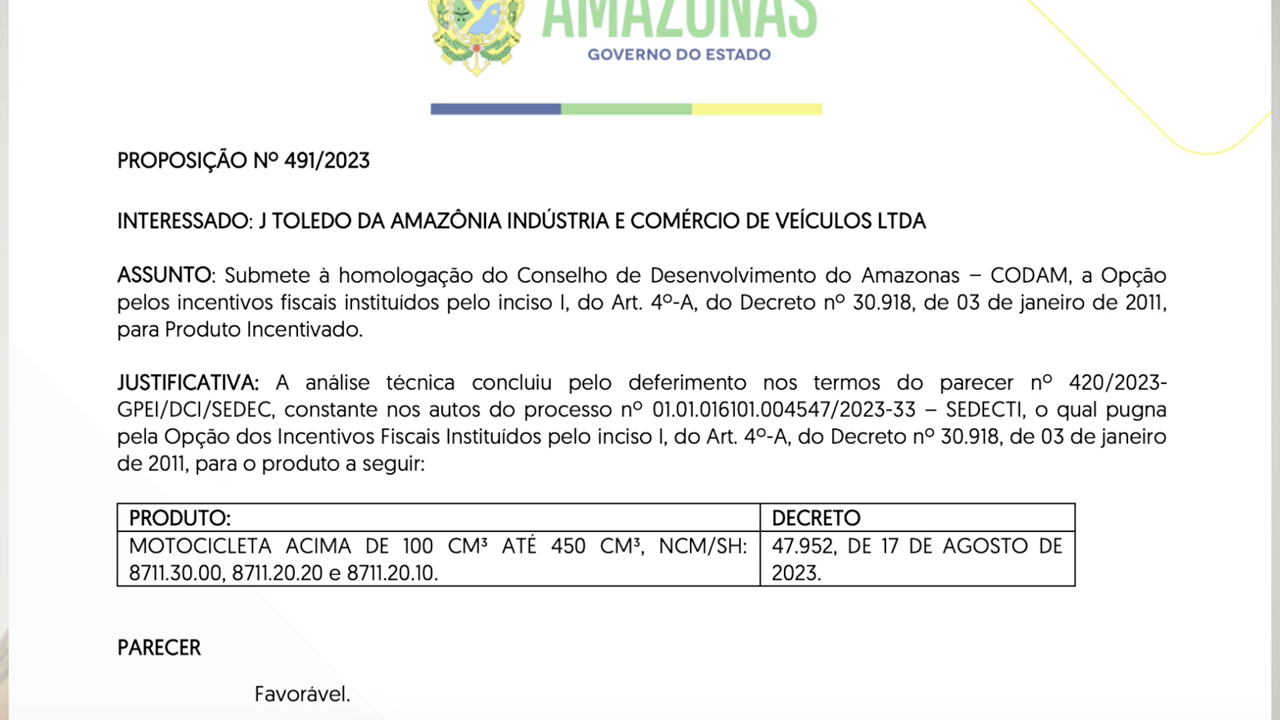 AMAZONAS
GOVERNO DO ESTADO
PROPOSIÇÃO Nº 491/2023
INTERESSADO: J TOLEDO DA AMAZÔNIA INDÚSTRIA E COMÉRCIO DE VEÍCULOS LTDA
ASSUNTO: Submete à homologação do Conselho de Desenvolvimento do Amazonas – CODAM, a Opção
pelos incentivos fiscais instituídos pelo inciso I, do Art. 4º-A, do Decreto nº 30.918, de 03 de janeiro de 2011,
para Produto Incentivado.
JUSTIFICATIVA: A análise técnica concluiu pelo deferimento nos termos do parecer nº 420/2023-
GPEI/DCI/SEDEC, constante nos autos do processo nº 01.01.016101.004547/2023-33 – SEDECTI, o qual pugna
pela Opção dos Incentivos Fiscais Instituídos pelo inciso I, do Art. 4º-A, do Decreto nº 30.918, de 03 de janeiro
de 2011, para o produto a seguir:
PRODUTO:
DECRETO
MOTOCICLETA ACIMA DE 100 CM³ ATÉ 450 CM³, NCM/SH:
8711.30.00, 8711.20.20 e 8711.20.10.
47.952, DE 17 DE AGOSTO DE
2023.
PARECER
Favorável.